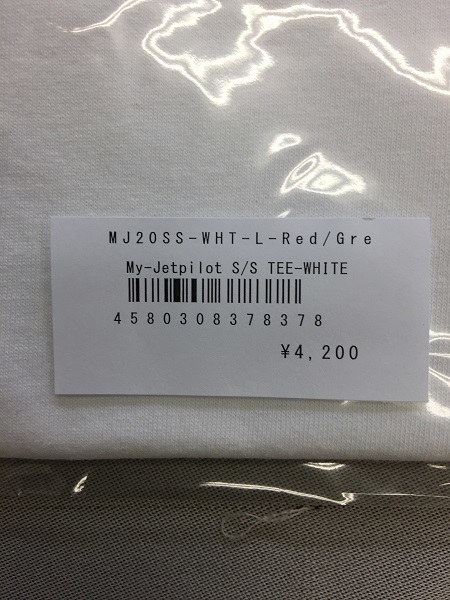 MJ20SS-WHT-L-Red/Gre
My-Jetpilot S/S TEE-WHITE
4580308378378
¥4,200